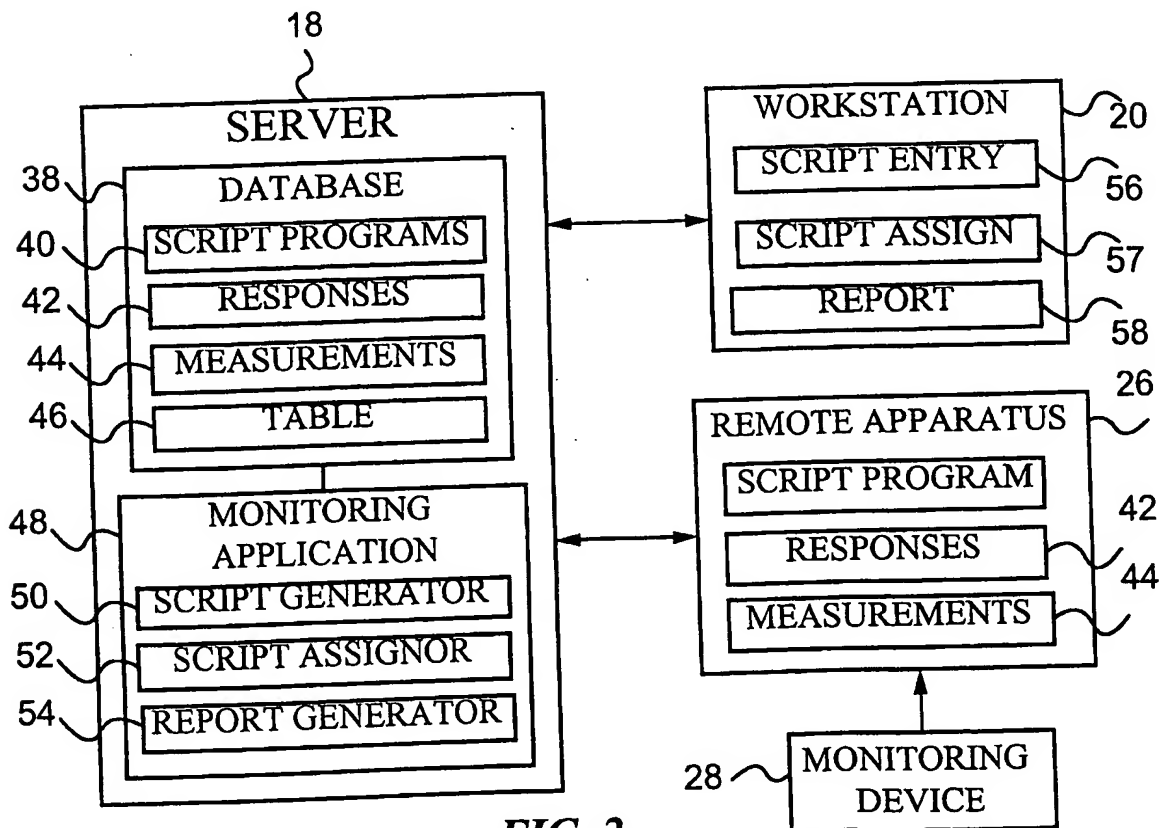 18
SERVER
38
DATABASE
40
SCRIPT PROGRAMS
42
RESPONSES
44
MEASUREMENTS
46
TABLE
48
MONITORING
APPLICATION
50
SCRIPT GENERATOR
52
SCRIPT ASSIGNOR
54
REPORT GENERATOR
WORKSTATION
20
SCRIPT ENTRY
56
SCRIPT ASSIGN
57
REPORT
58
26
REMOTE APPARATUS
SCRIPT PROGRAM
42
RESPONSES
44
MEASUREMENTS
28
MONITORING
DEVICE
FIG. 2